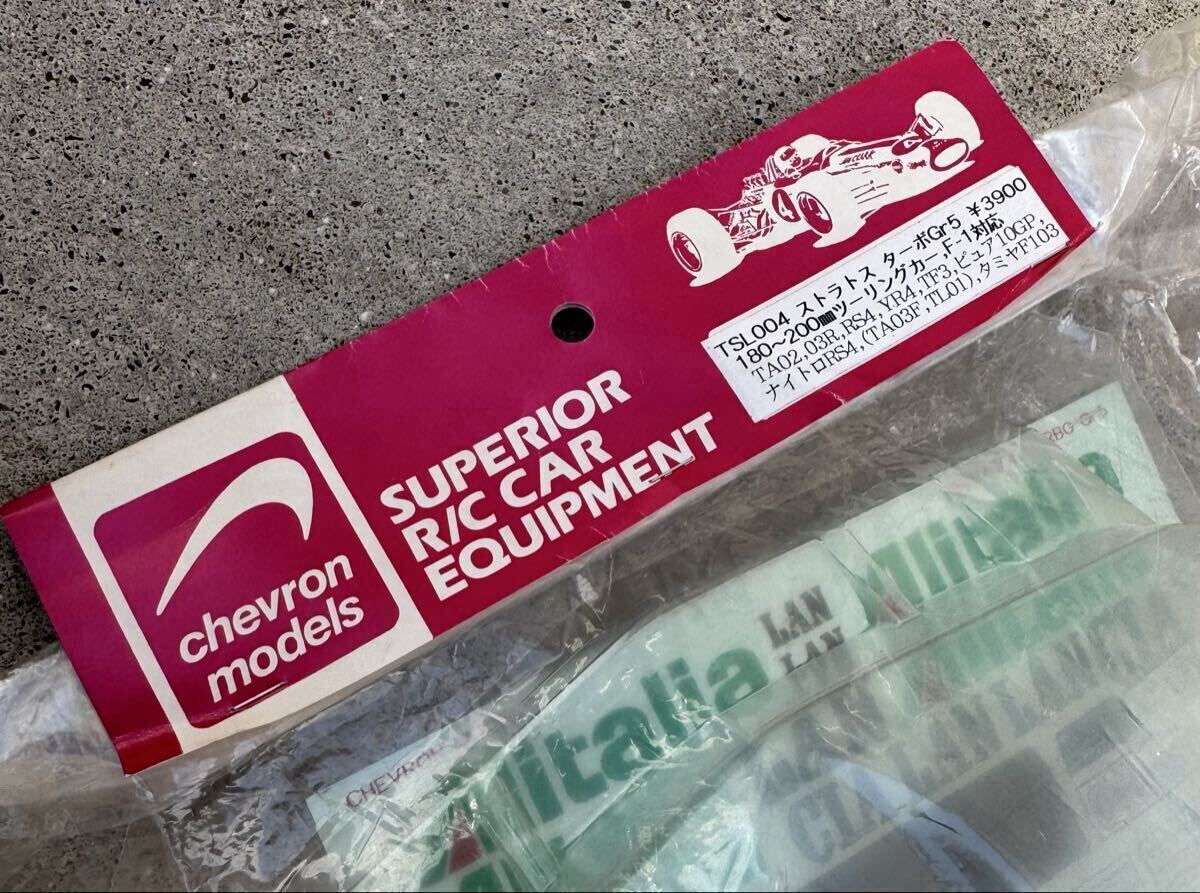 TSL004 ストラトス ターボGr5 ¥3900
180~200㎜ツーリングカー,F-1対応
TA02,03R,RS4,YR4,TF3,ピュア10GP,
ナイトロRS4,(TA03F,TL01),タミヤF103
SUPERIOR
R/C CAR
EQUIPMENT
chevron
models
Alitalia
LAN
LAN
Alitalia
CHEVRON